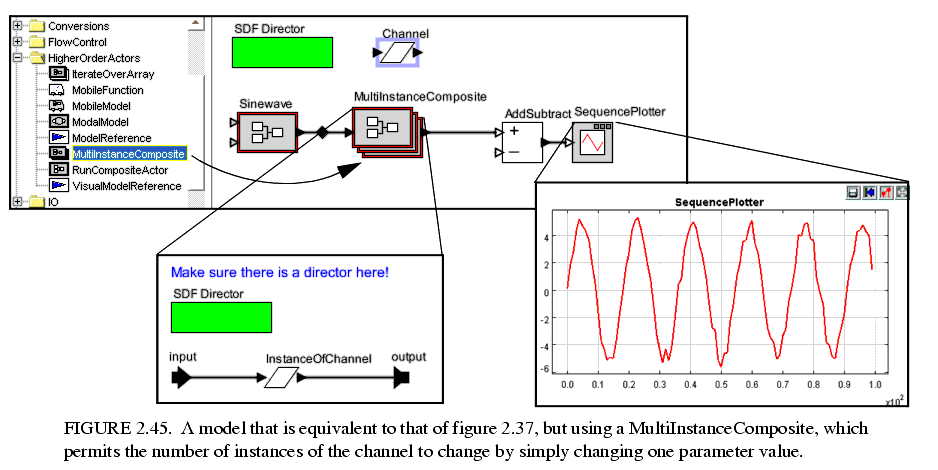 Conversions
FlowControl
HigherOrderActors
IterateOverArray
MobileFunction
MobileModel
ModalModel
ModelReference
MultiInstanceComposite
RunCompositeActor
VisualModelReference
IO
SDF Director
Channel
Sinewave
MultiInstanceComposite
AddSubtract
SequencePlotter
+
−
Make sure there is a director here!
SDF Director
input
InstanceOfChannel
output
SequencePlotter
4
2
0
-2
-4
-6
0.0 0.1 0.2 0.3 0.4 0.5 0.6 0.7 0.8 0.9 1.0
x10²
FIGURE 2.45. A model that is equivalent to that of figure 2.37, but using a MultiInstanceComposite, which
permits the number of instances of the channel to change by simply changing one parameter value.